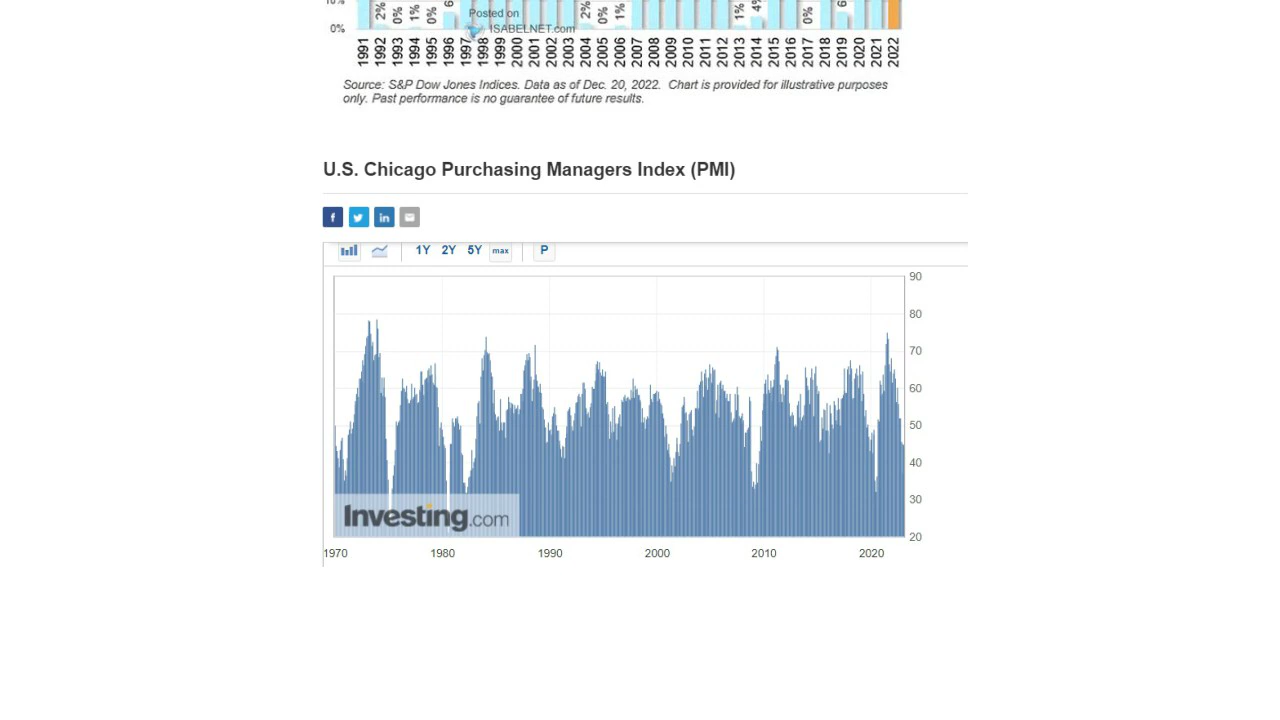 10%
2% 0% 1% 0% 6 2% 0% 1% 1% 4% 0% 6
Posted on
ISABELNET.com
0%
1991 1992 1993 1994 1995 1996 1997 1998 1999 2000 2001 2002 2003 2004 2005 2006 2007 2008 2009 2010 2011 2012 2013 2014 2015 2016 2017 2018 2019 2020 2021 2022
Source: S&P Dow Jones Indices. Data as of Dec. 20, 2022. Chart is provided for illustrative purposes
only. Past performance is no guarantee of future results.
U.S. Chicago Purchasing Managers Index (PMI)
f in
1Y 2Y 5Y max P
90
80
70
60
50
40
30
Investing.com
20
1970 1980 1990 2000 2010 2020